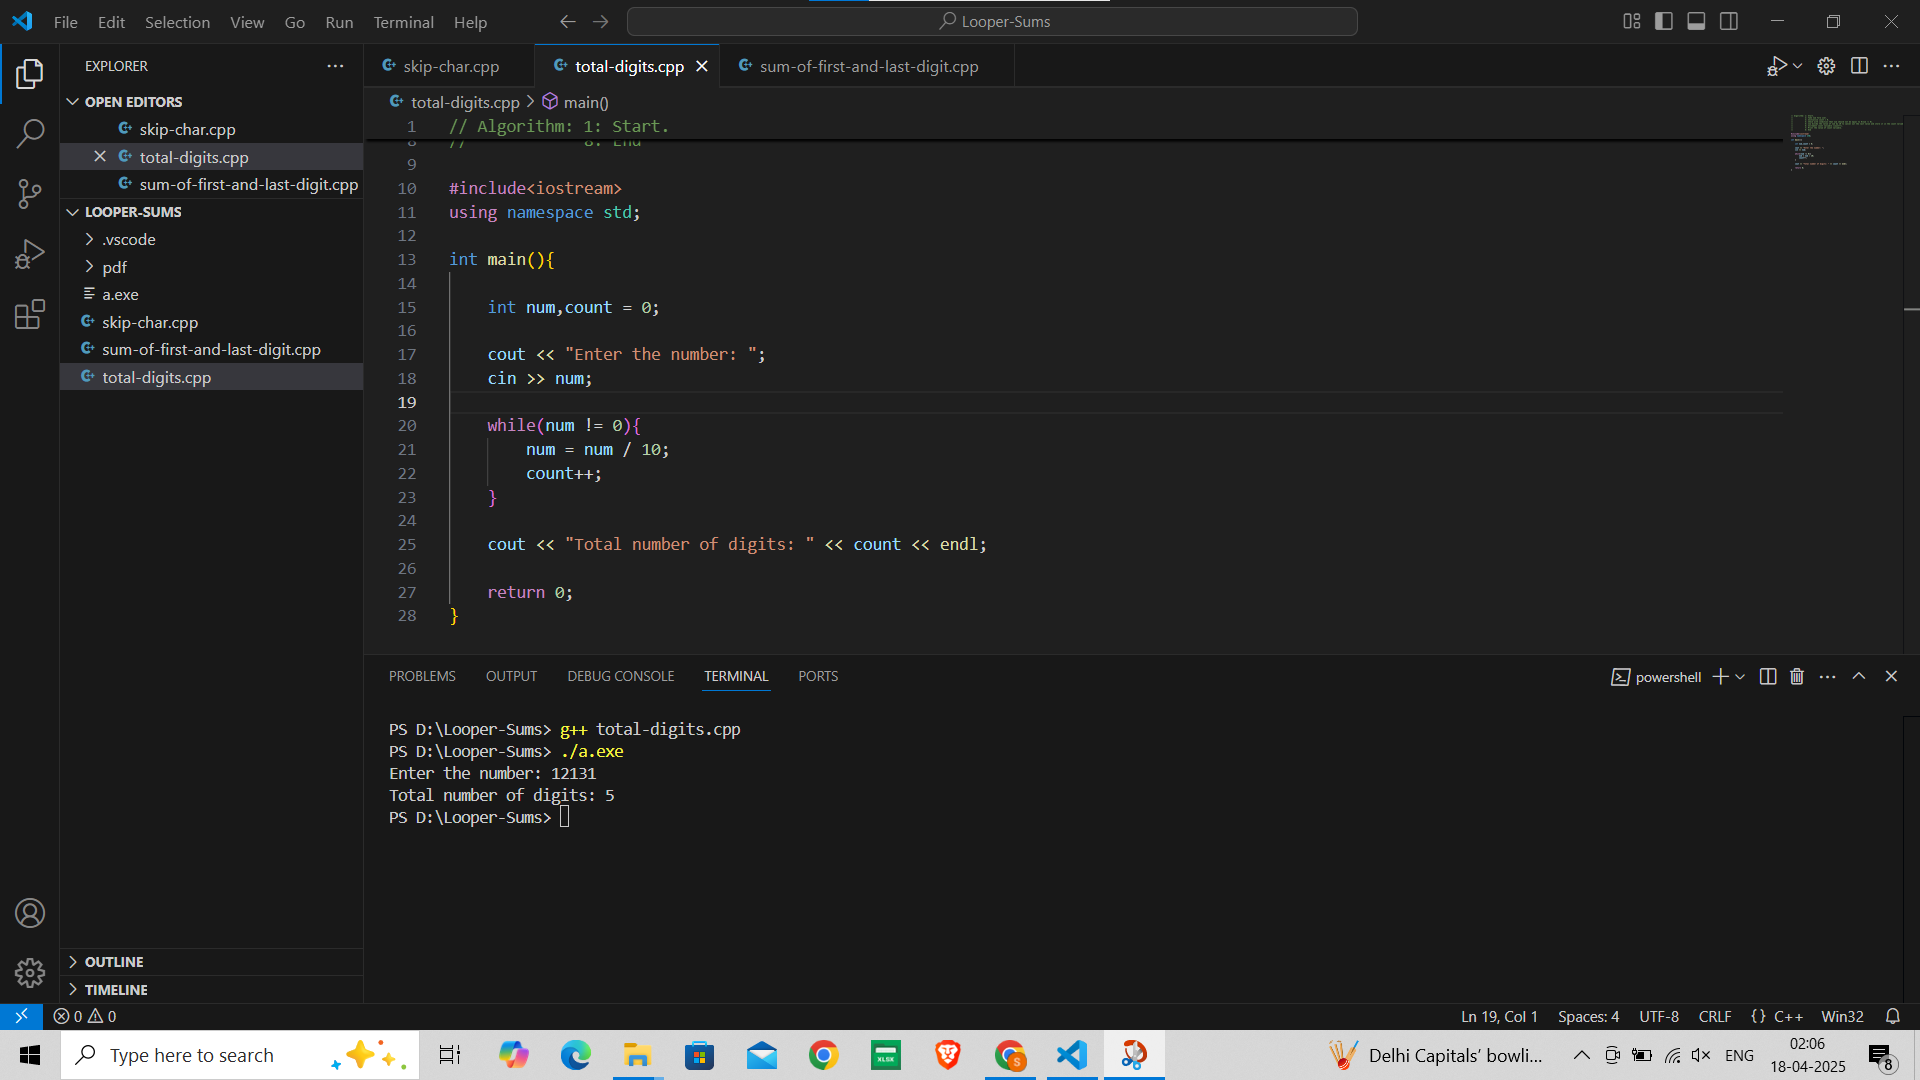 File Edit Selection View Go Run Terminal Help
Looper-Sums
EXPLORER
OPEN EDITORS
skip-char.cpp
total-digits.cpp
sum-of-first-and-last-digit.cpp
LOOPER-SUMS
.vscode
pdf
a.exe
skip-char.cpp
sum-of-first-and-last-digit.cpp
total-digits.cpp
OUTLINE
TIMELINE
skip-char.cpp total-digits.cpp sum-of-first-and-last-digit.cpp
total-digits.cpp > main()
1 // Algorithm: 1: Start.
8 // 8: End
9
10 #include<iostream>
11 using namespace std;
12
13 int main(){
14
15 int num,count = 0;
16
17 cout << "Enter the number: ";
18 cin >> num;
19
20 while(num != 0){
21 num = num / 10;
22 count++;
23 }
24
25 cout << "Total number of digits: " << count << endl;
26
27 return 0;
28 }
PROBLEMS OUTPUT DEBUG CONSOLE TERMINAL PORTS
powershell
PS D:\Looper-Sums> g++ total-digits.cpp
PS D:\Looper-Sums> ./a.exe
Enter the number: 12131
Total number of digits: 5
PS D:\Looper-Sums>
0 0
Ln 19, Col 1 Spaces: 4 UTF-8 CRLF {} C++ Win32
Type here to search
XLSX
S
Delhi Capitals' bowli...
ENG
02:06
18-04-2025
8